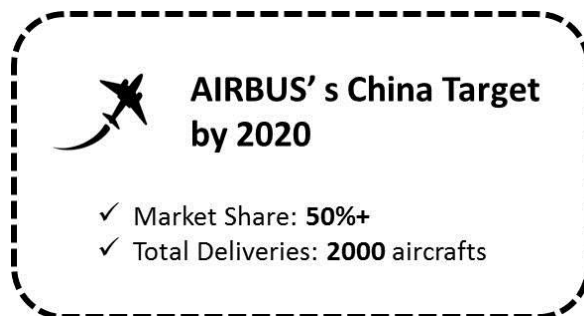 AIRBUS’ s China Target
by 2020
✓ Market Share: 50%+
✓ Total Deliveries: 2000 aircrafts